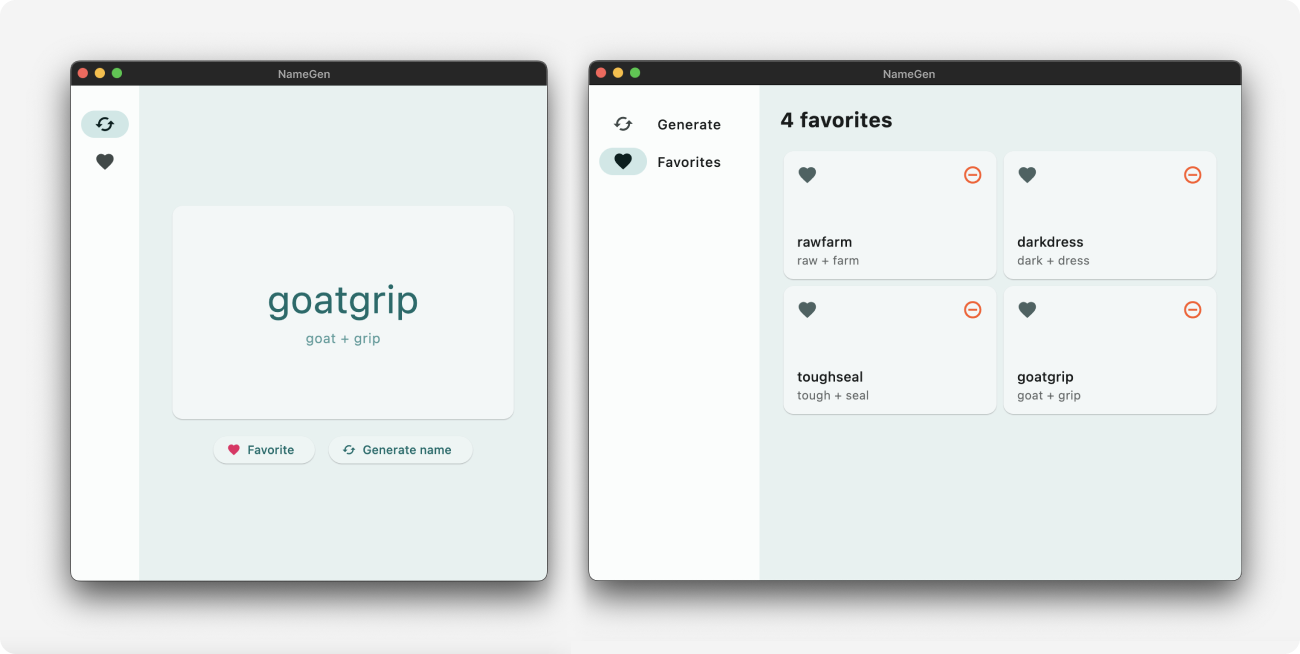 NameGen
goatgrip
goat + grip
Favorite
Generate name
NameGen
Generate
Favorites
4 favorites
rawfarm
raw + farm
darkdress
dark + dress
toughseal
tough + seal
goatgrip
goat + grip